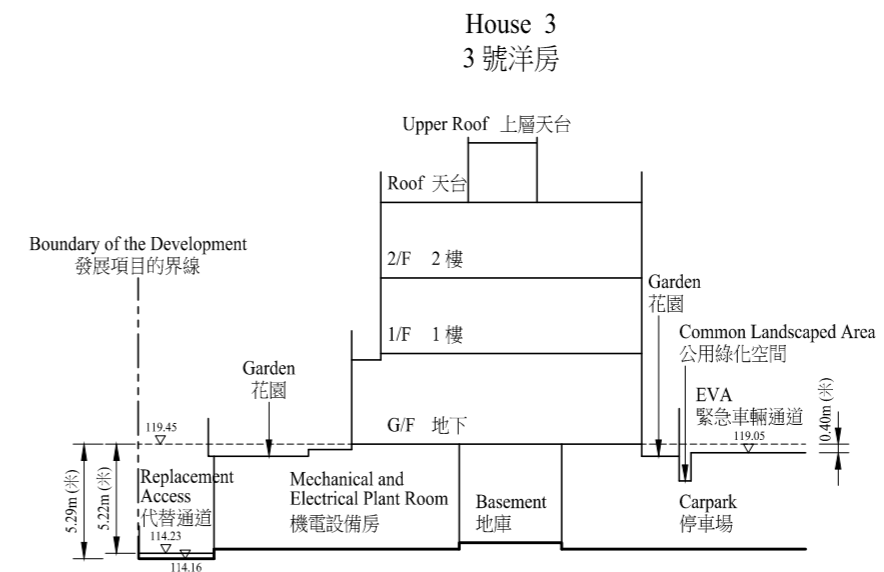 House 3
3 號洋房
Upper Roof 上層天台
Roof 天台
Boundary of the Development
發展項目的界線
2/F 2 樓
Garden
花園
1/F 1 樓
Common Landscaped Area
公用綠化空間
Garden
花園
EVA
緊急車輛通道
G/F 地下
119.45
119.05
0.40m (米)
5.29m (米)
5.22m (米)
Replacement
Access
代替通道
Mechanical and
Electrical Plant Room
機電設備房
Basement
地庫
Carpark
停車場
114.23
114.16